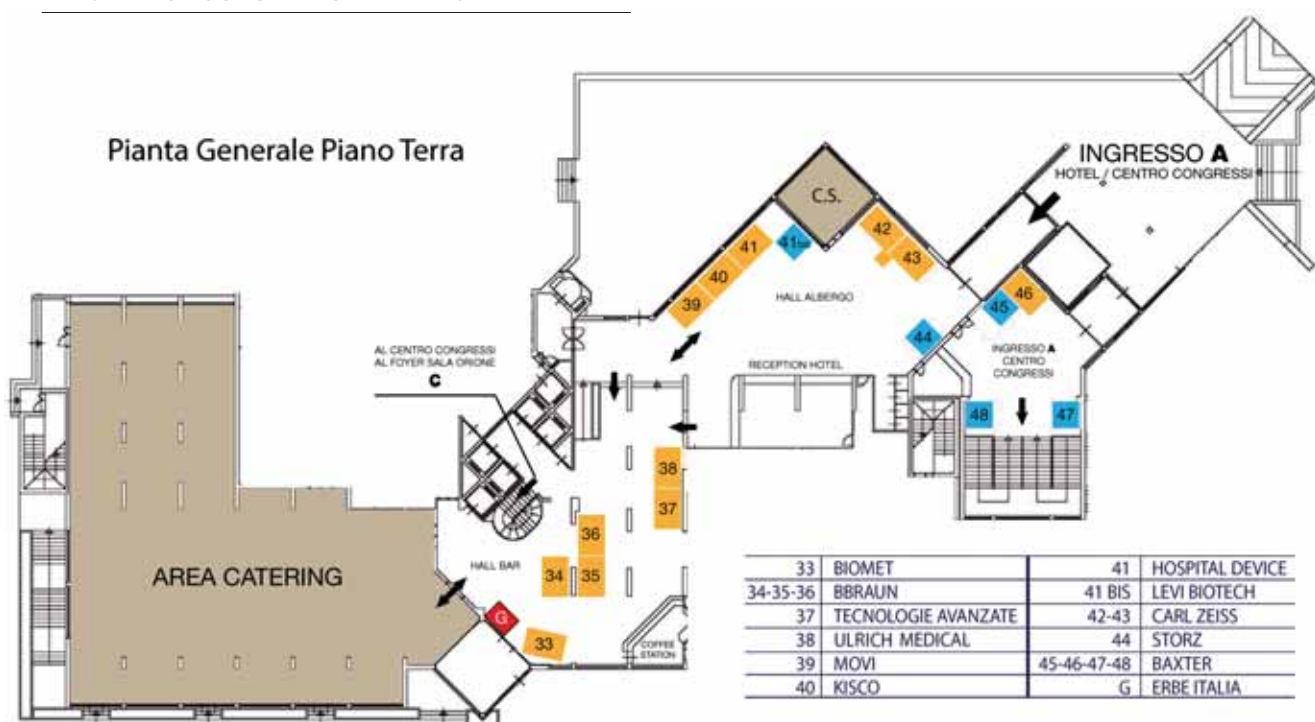 Pianta Generale Piano Terra
INGRESSO A
HOTEL / CENTRO CONGRESSI
C.S.
41
41 bis
42
43
40
39
HALL ALBERGO
46
45
44
INGRESSO A
CENTRO
CONGRESSI
AL CENTRO CONGRESSI
AL FOYER SALA ORIONE
C
RECEPTION HOTEL
48
47
38
37
36
34
35
HALL BAR
AREA CATERING
G
33
COFFEE
STATION
33 BIOMET 41 HOSPITAL DEVICE
34-35-36 BBRAUN 41 BIS LEVI BIOTECH
37 TECNOLOGIE AVANZATE 42-43 CARL ZEISS
38 ULRICH MEDICAL 44 STORZ
39 MOVI 45-46-47-48 BAXTER
40 KISCO G ERBE ITALIA